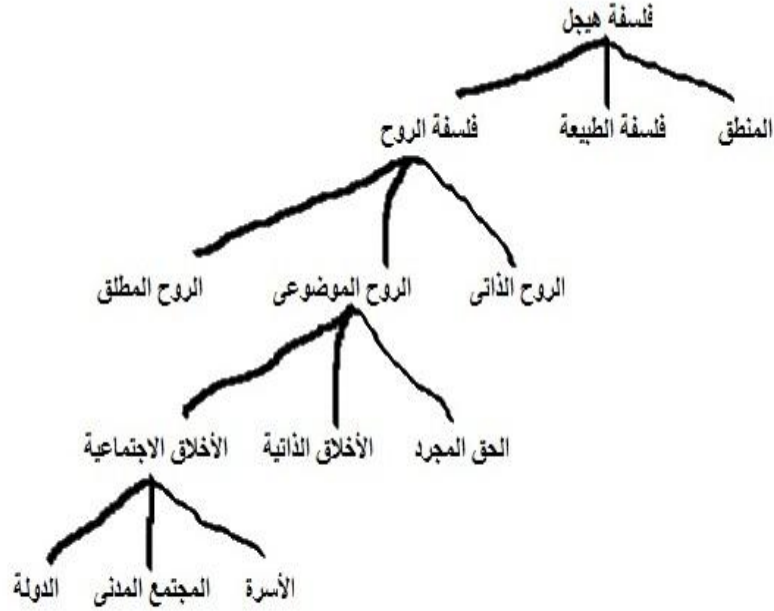 فلسفة هيجل
المنطق فلسفة الطبيعة فلسفة الروح
الروح الذاتى الروح الموضوعى الروح المطلق
الحق المجرد الأخلاق الذاتية الأخلاق الاجتماعية
الأسرة المجتمع المدنى الدولة